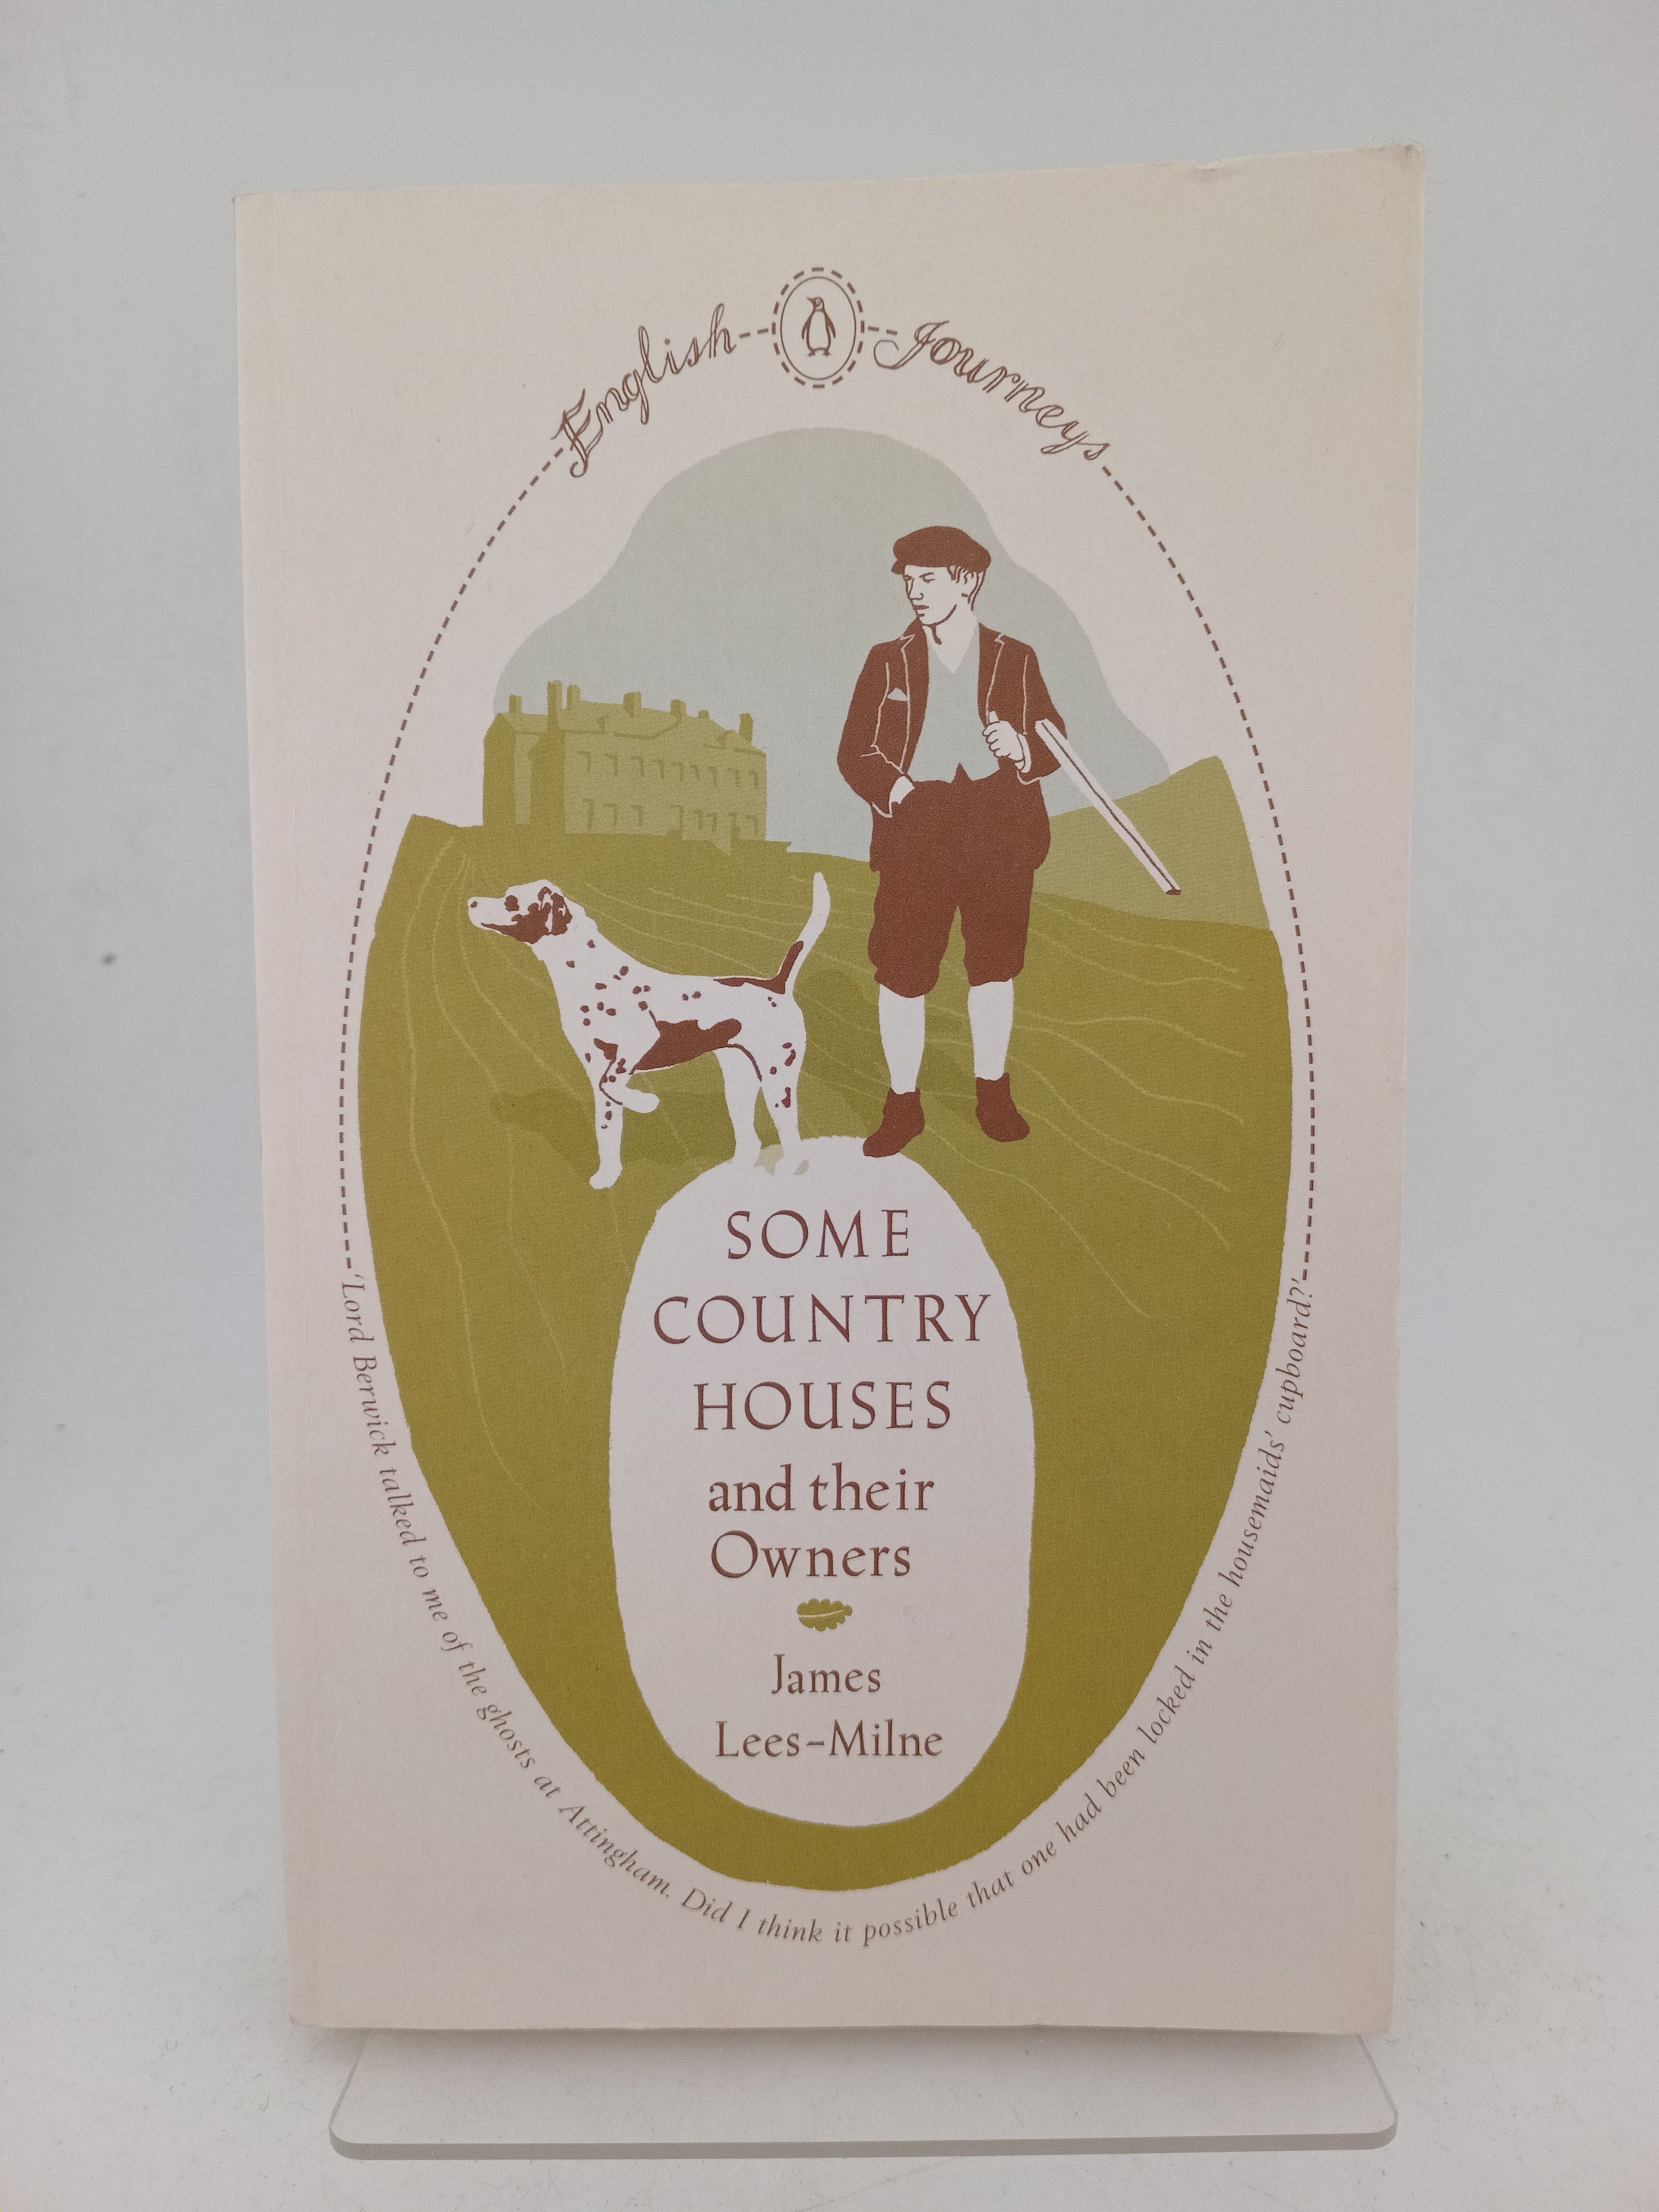 English Journeys
SOME
COUNTRY
HOUSES
and their
Owners
James
Lees-Milne
'Lord Berwick talked to me of the ghosts at Attingham. Did I think it possible that one had been locked in the housemaids' cupboard?'